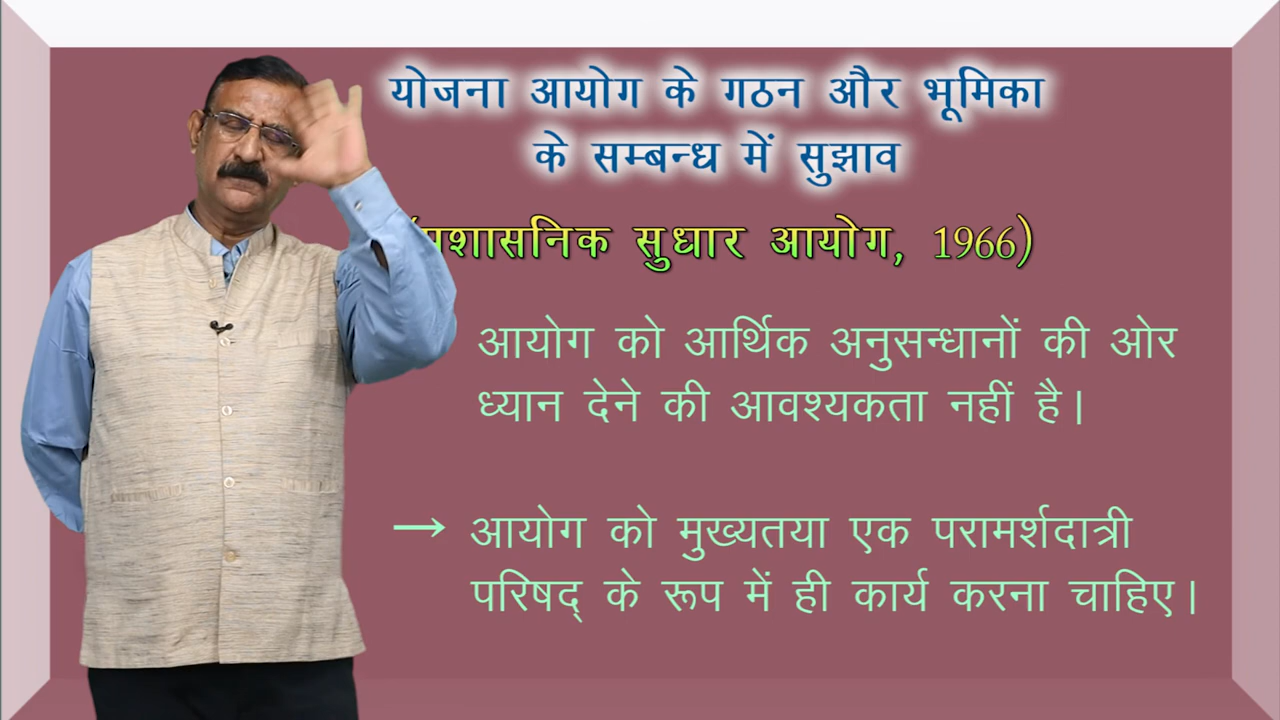 योजना आयोग के गठन और भूमिका
के सम्बन्ध में सुझाव
सुधार आयोग, 1966)
आयोग को आर्थिक अनुसन्धानों की ओर
ध्यान देने की आवश्यकता नहीं है।
→ आयोग को मुख्यतया एक परामर्शदात्री
परिषद् के रूप में ही कार्य करना चाहिए।